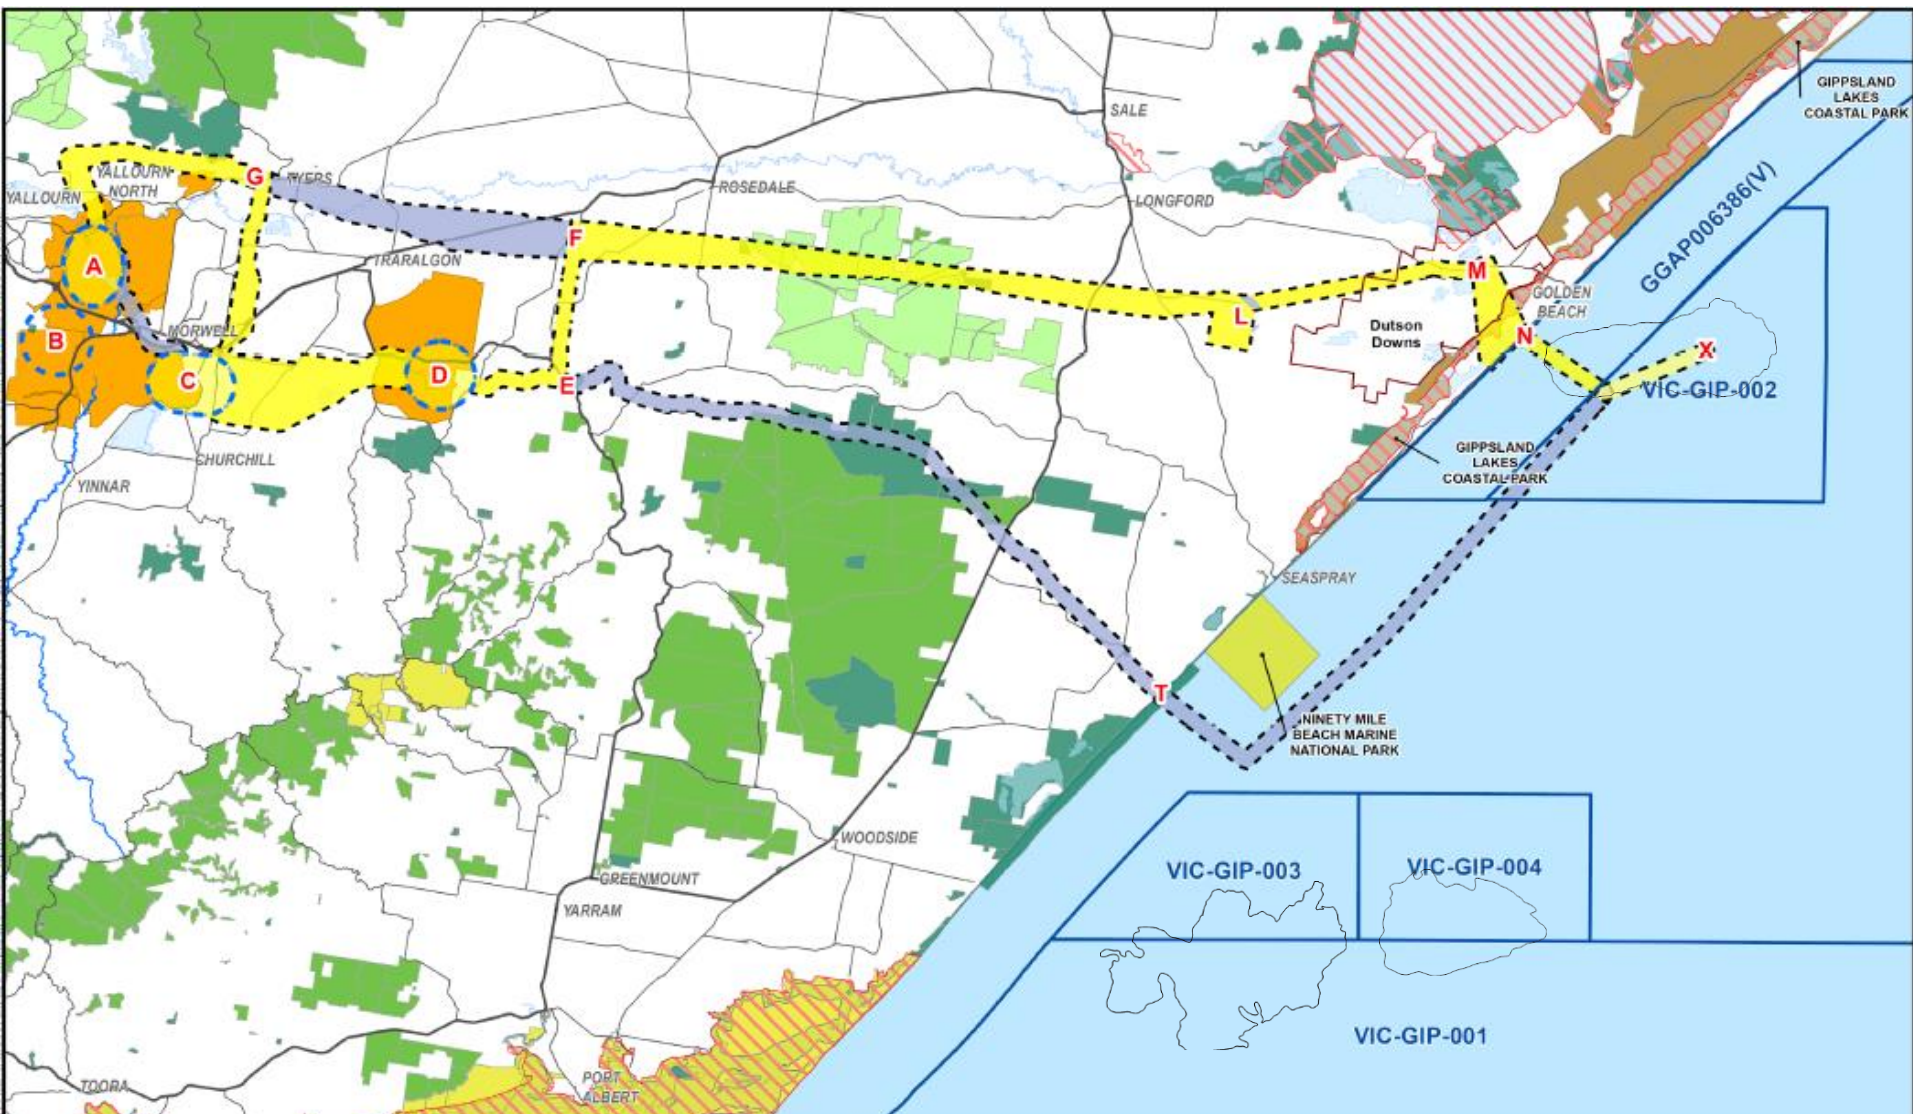 GIPPSLAND
LAKES
COASTAL PARK
SALE
GGAP006386(V)
YALLOURN
NORTH
YALLOURN
G
TYERS
ROSEDALE
LONGFORD
F
A
TRARALGON
M
GOLDEN
BEACH
L
Dutson
Downs
N
B
MORWELL
X
C
D
E
VIC-GIP-002
GIPPSLAND
LAKES
COASTAL PARK
CHURCHILL
YINNAR
SEASPRAY
T
NINETY MILE
BEACH MARINE
NATIONAL PARK
WOODSIDE
VIC-GIP-003
VIC-GIP-004
GREENMOUNT
YARRAM
VIC-GIP-001
TOORA
PORT
ALBERT